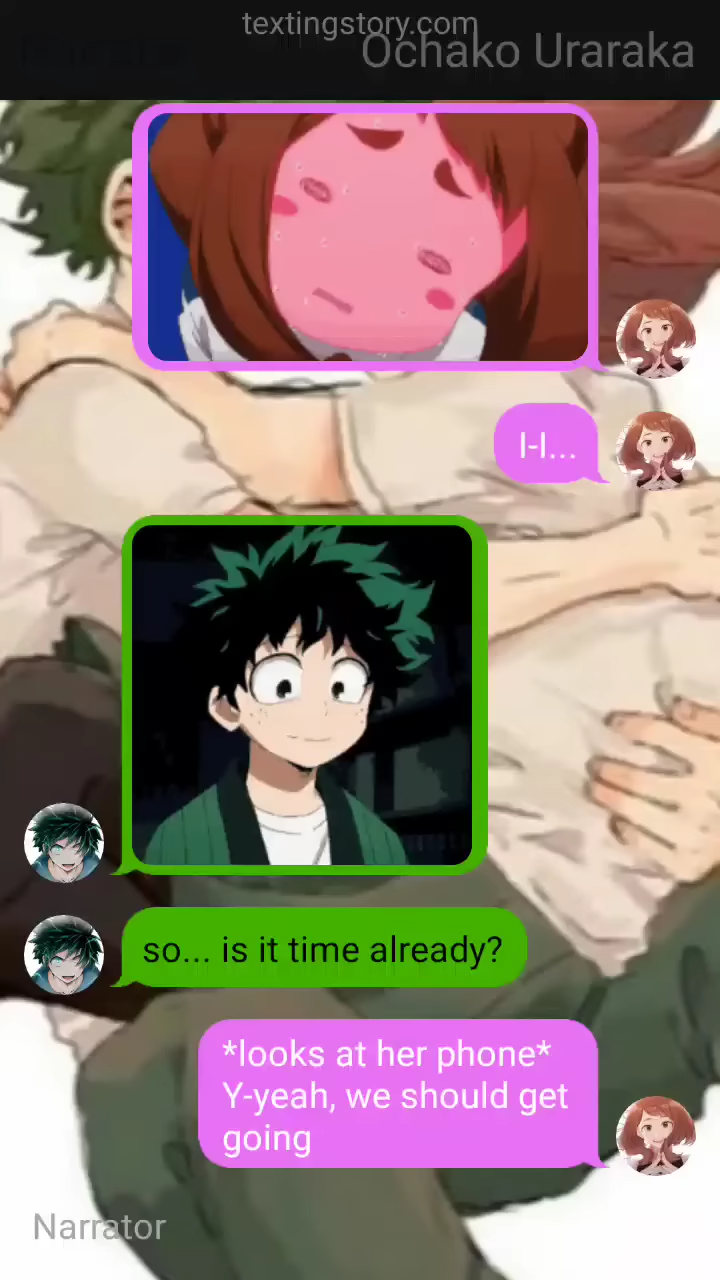 textingstory.com
Ochako Uraraka
I-I...
so... is it time already?
*looks at her phone*
Y-yeah, we should get
going
Narrator